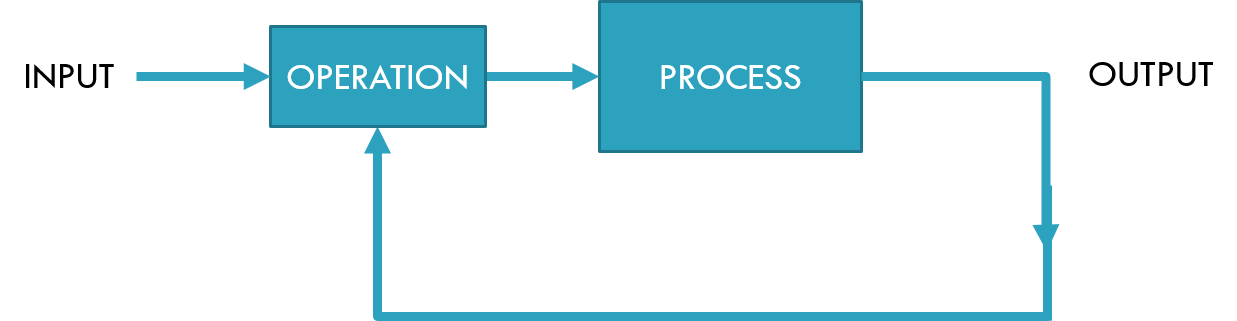 INPUT
OPERATION
PROCESS
OUTPUT